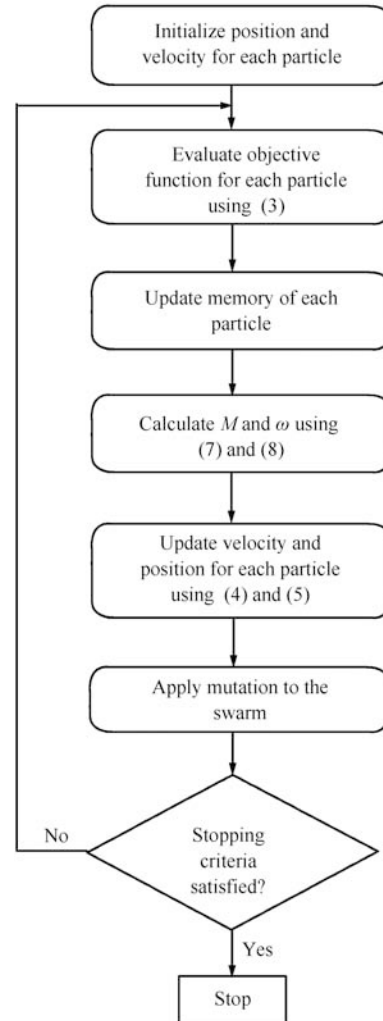 Initialize position and
velocity for each particle
Evaluate objective
function for each particle
using (3)
Update memory of each
particle
Calculate M and ω using
(7) and (8)
Update velocity and
position for each particle
using (4) and (5)
Apply mutation to the
swarm
No
Stopping
criteria
satisfied?
Yes
Stop